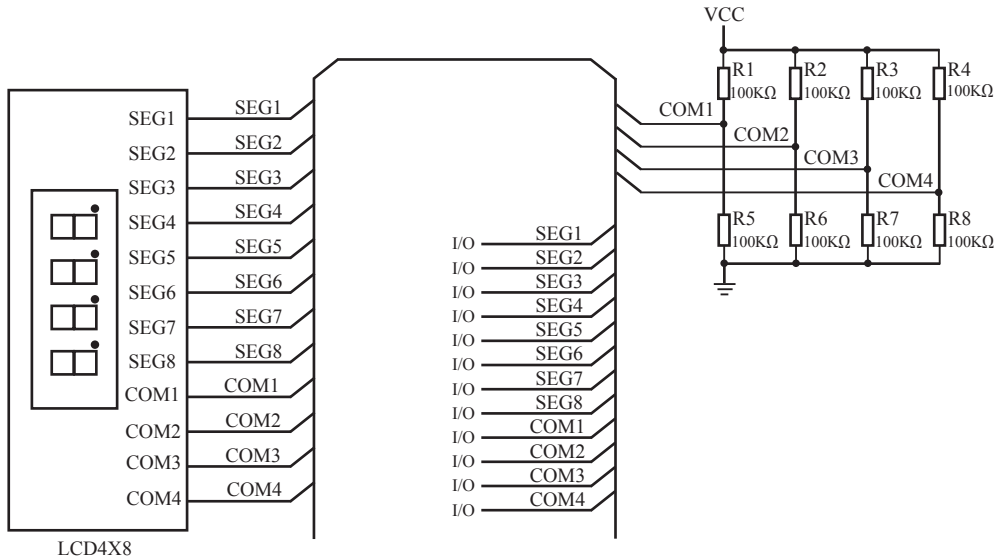 VCC
R1 R2 R3 R4
100KΩ 100KΩ 100KΩ 100KΩ
COM1
COM2
COM3
COM4
R5 R6 R7 R8
100KΩ 100KΩ 100KΩ 100KΩ
SEG1 SEG1
SEG2 SEG2
SEG3 SEG3
SEG4 SEG4
SEG5 SEG5
SEG6 SEG6
SEG7 SEG7
SEG8 SEG8
COM1 COM1
COM2 COM2
COM3 COM3
COM4 COM4
LCD4X8
I/O SEG1
I/O SEG2
I/O SEG3
I/O SEG4
I/O SEG5
I/O SEG6
I/O SEG7
I/O SEG8
I/O COM1
I/O COM2
I/O COM3
I/O COM4